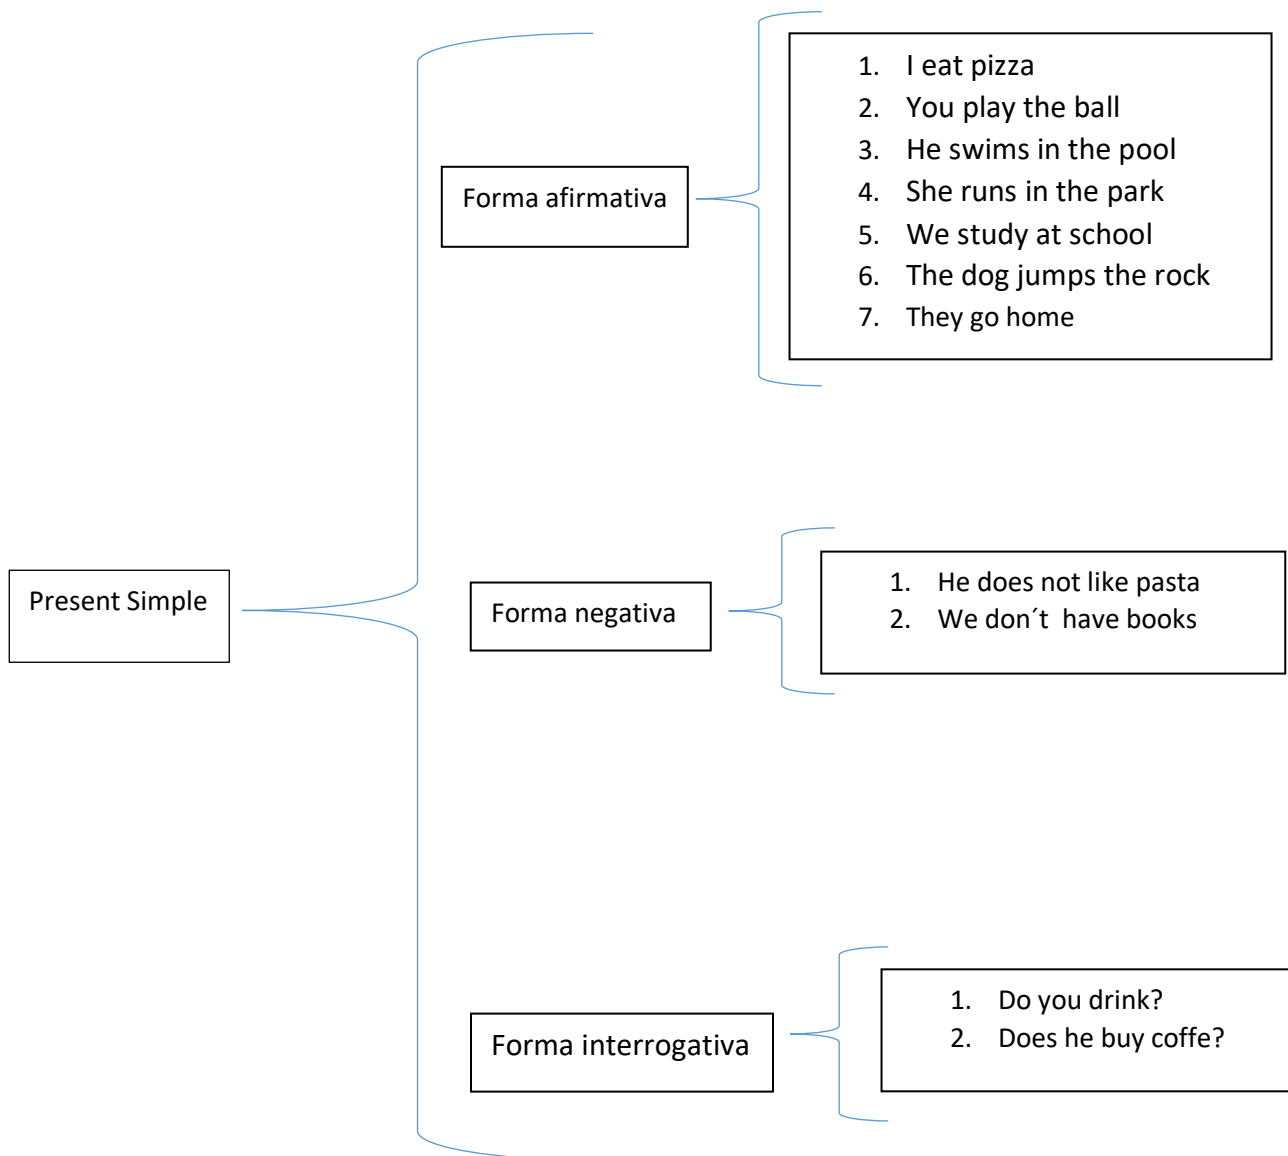 Present Simple
Forma afirmativa
1. I eat pizza
2. You play the ball
3. He swims in the pool
4. She runs in the park
5. We study at school
6. The dog jumps the rock
7. They go home
Forma negativa
1. He does not like pasta
2. We don´t  have books
Forma interrogativa
1. Do you drink?
2. Does he buy coffe?